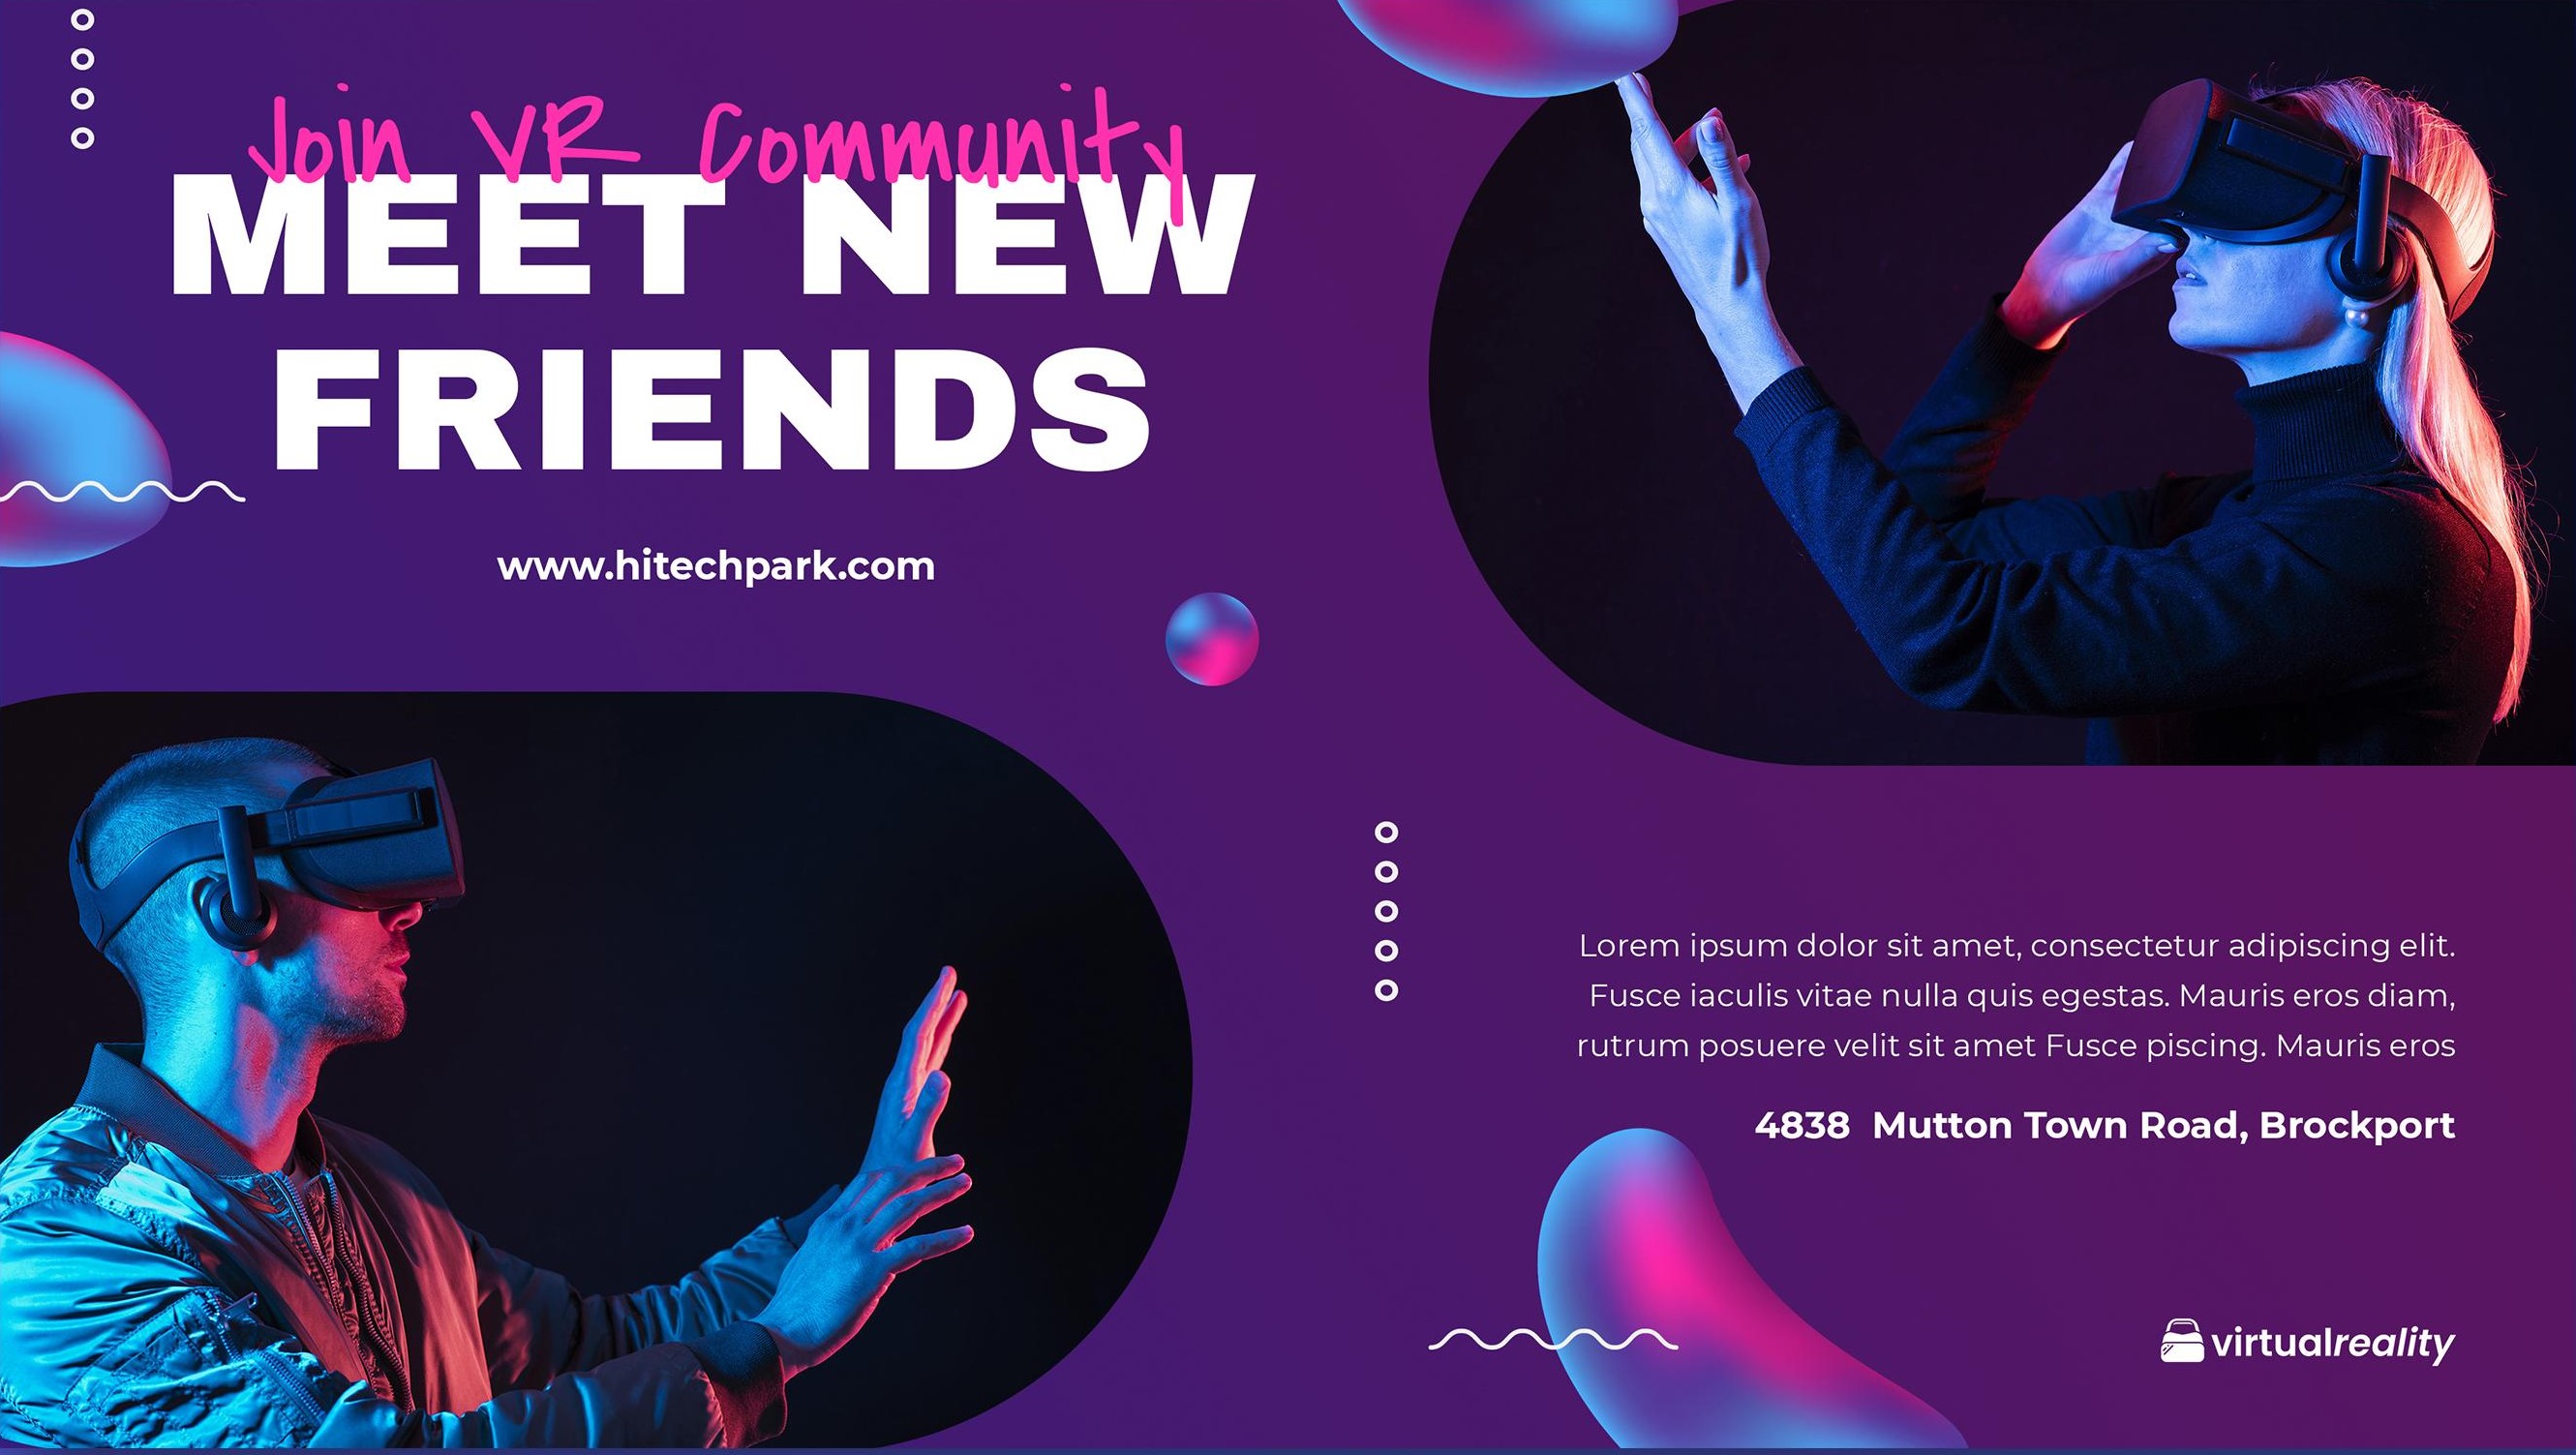 Join VR Community
MEET NEW
FRIENDS
www.hitechpark.com
Lorem ipsum dolor sit amet, consectetur adipiscing elit.
Fusce iaculis vitae nulla quis egestas. Mauris eros diam,
rutrum posuere velit sit amet Fusce piscing. Mauris eros
4838 Mutton Town Road, Brockport
virtualreality